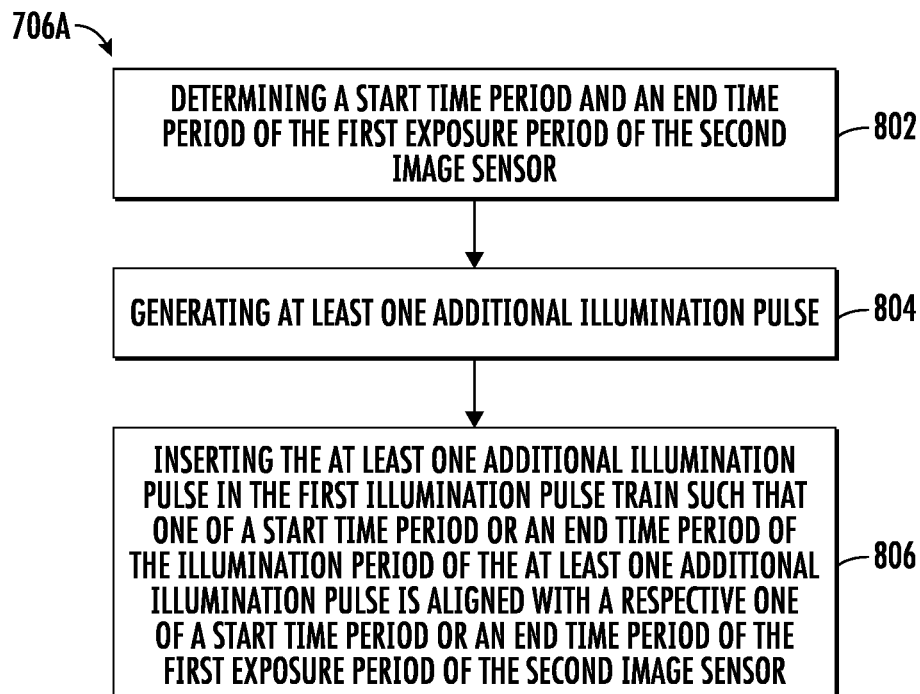 706A
DETERMINING A START TIME PERIOD AND AN END TIME
PERIOD OF THE FIRST EXPOSURE PERIOD OF THE SECOND
IMAGE SENSOR
802
GENERATING AT LEAST ONE ADDITIONAL ILLUMINATION PULSE
804
INSERTING THE AT LEAST ONE ADDITIONAL ILLUMINATION
PULSE IN THE FIRST ILLUMINATION PULSE TRAIN SUCH THAT
ONE OF A START TIME PERIOD OR AN END TIME PERIOD OF
THE ILLUMINATION PERIOD OF THE AT LEAST ONE ADDITIONAL
ILLUMINATION PULSE IS ALIGNED WITH A RESPECTIVE ONE
OF A START TIME PERIOD OR AN END TIME PERIOD OF THE
FIRST EXPOSURE PERIOD OF THE SECOND IMAGE SENSOR
806